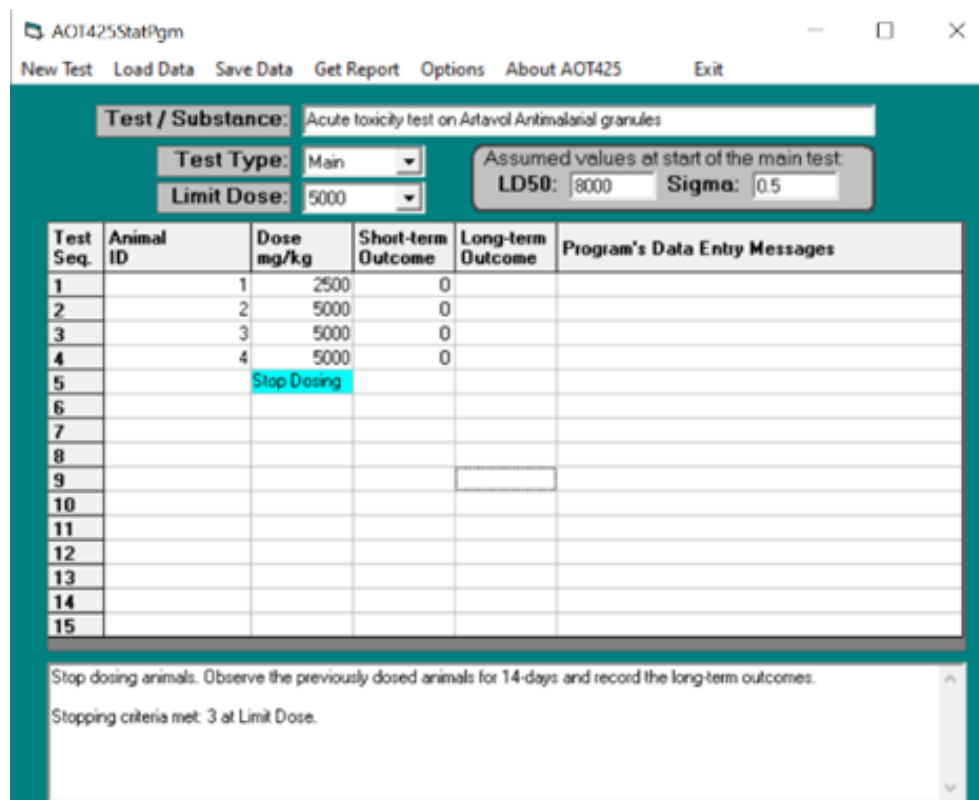 AOT425StatPgm
New Test Load Data Save Data Get Report Options About AOT425 Exit
Test / Substance: Acute toxicity test on Artavol Antimalarial granules
Test Type: Main
Assumed values at start of the main test:
Limit Dose: 5000
LD50: 8000 Sigma: 0.5
Test Seq. Animal ID Dose mg/kg Short-term Outcome Long-term Outcome Program's Data Entry Messages
1 1 2500 0
2 2 5000 0
3 3 5000 0
4 4 5000 0
5 Stop Dosing
6
7
8
9
10
11
12
13
14
15
Stop dosing animals. Observe the previously dosed animals for 14-days and record the long-term outcomes.
Stopping criteria met: 3 at Limit Dose.